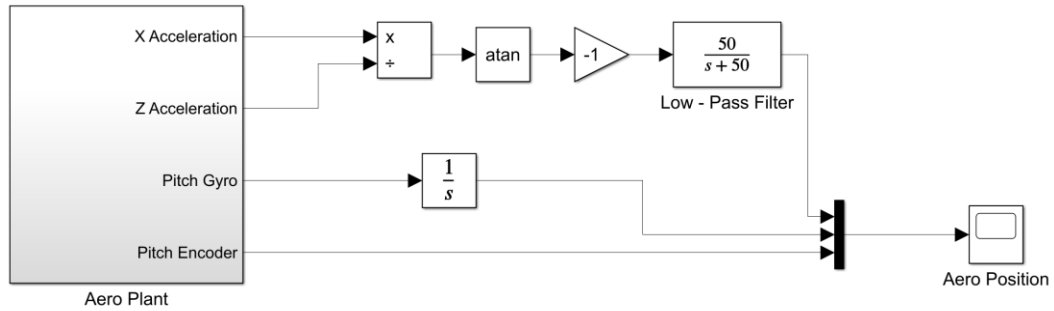 X Acceleration
Z Acceleration
Pitch Gyro
Pitch Encoder
Aero Plant
x
÷
atan
-1
50
s + 50
Low - Pass Filter
1
s
Aero Position